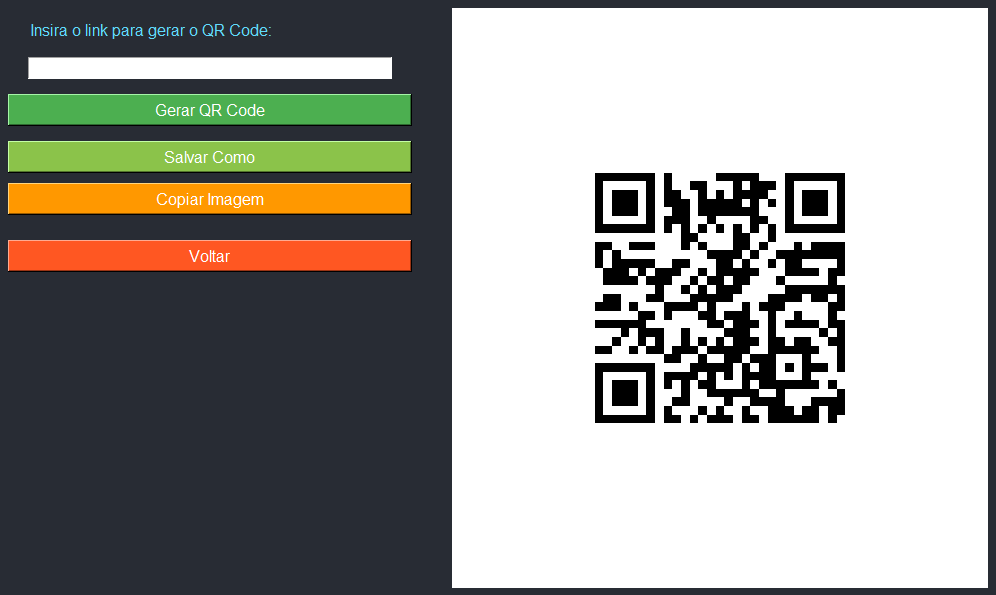 Insira o link para gerar o QR Code:
Gerar QR Code
Salvar Como
Copiar Imagem
Voltar